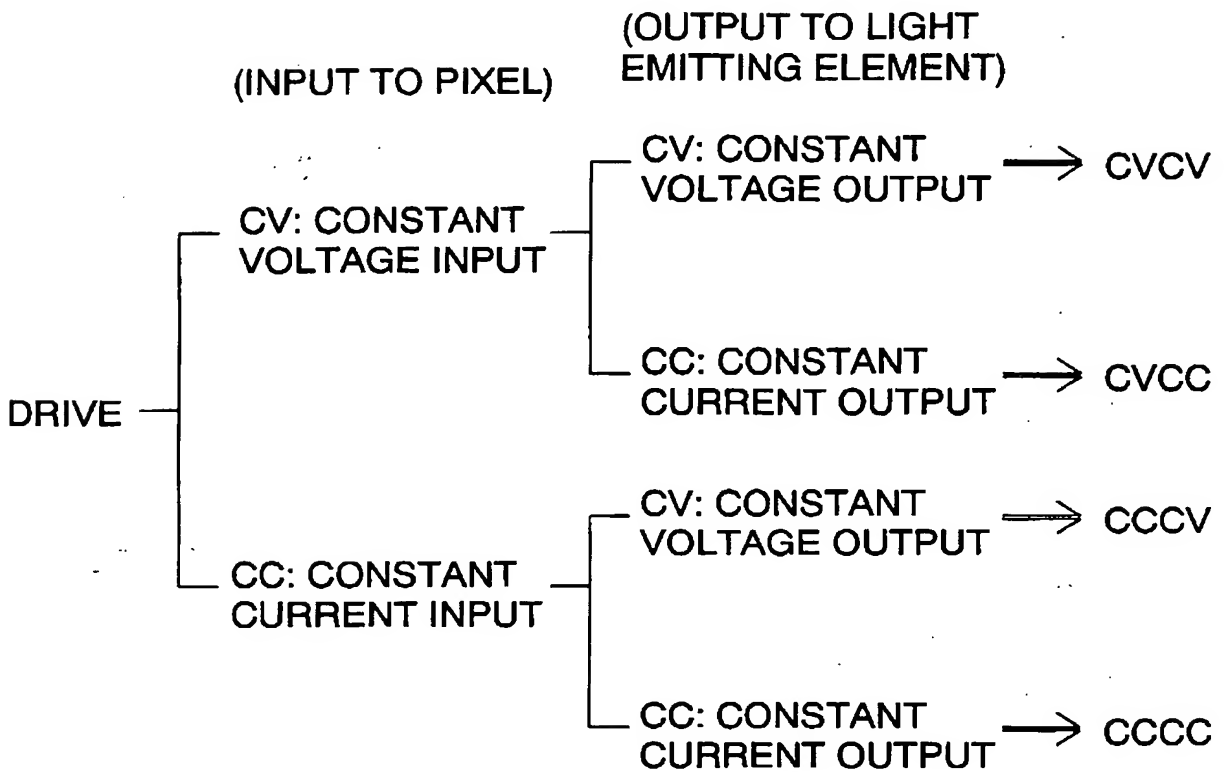 (OUTPUT TO LIGHT
EMITTING ELEMENT)
(INPUT TO PIXEL)
CV: CONSTANT
VOLTAGE OUTPUT
CVCV
CV: CONSTANT
VOLTAGE INPUT
CC: CONSTANT
CURRENT OUTPUT
CVCC
DRIVE
CV: CONSTANT
VOLTAGE OUTPUT
CCCV
CC: CONSTANT
CURRENT INPUT
CC: CONSTANT
CURRENT OUTPUT
CCCC